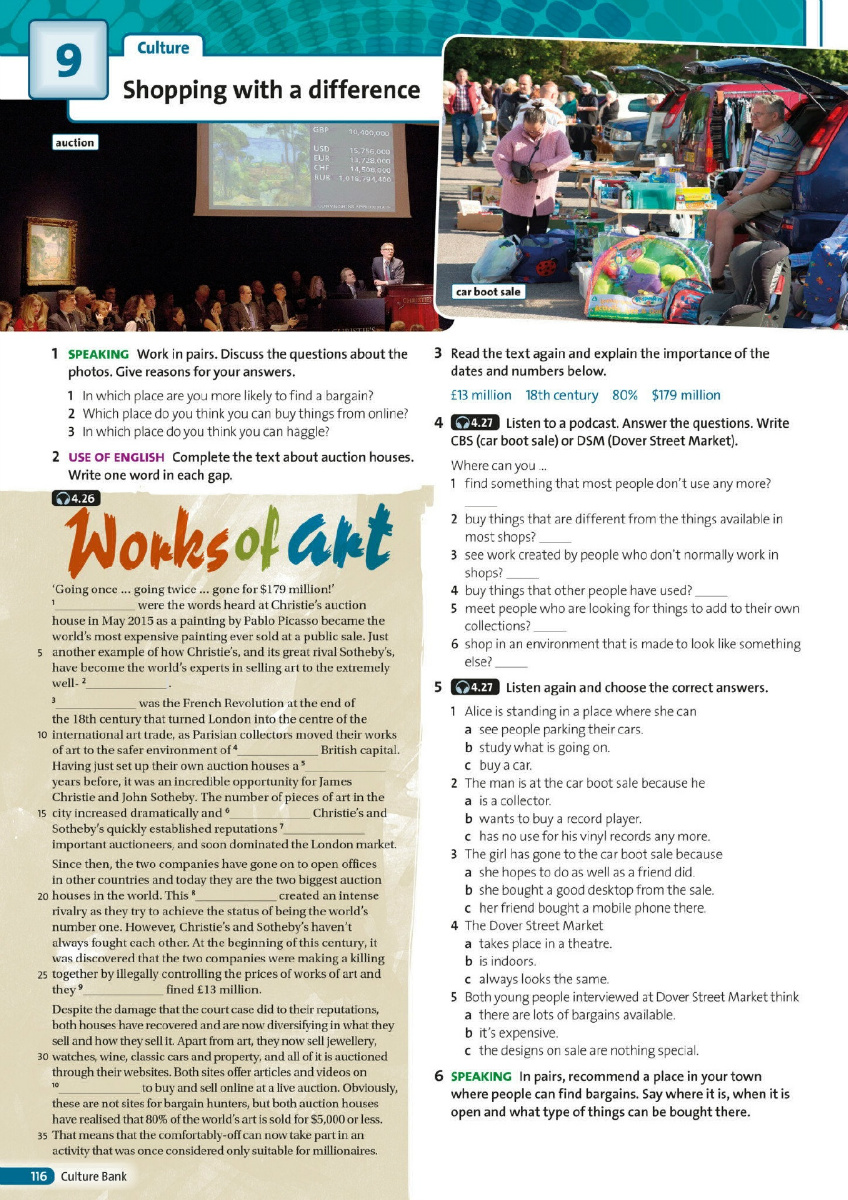 9
Culture
Shopping with a difference
auction
GBP 10,400,000
USD 15,756,000
EUR 13,728,000
CHF 14,508,000
CHRISTIE'S
car boot sale
1 SPEAKING Work in pairs. Discuss the questions about the
photos. Give reasons for your answers.
1 In which place are you more likely to find a bargain?
2 Which place do you think you can buy things from online?
3 In which place do you think you can haggle?
2 USE OF ENGLISH Complete the text about auction houses.
Write one word in each gap.
4.26
Works of art
‘Going once ... going twice ... gone for $179 million!’
1 ____________ were the words heard at Christie’s auction
house in May 2015 as a painting by Pablo Picasso became the
world’s most expensive painting ever sold at a public sale. Just
5 another example of how Christie’s, and its great rival Sotheby’s,
have become the world’s experts in selling art to the extremely
well- 2 ____________ .
3 ____________ was the French Revolution at the end of
the 18th century that turned London into the centre of the
10 international art trade, as Parisian collectors moved their works
of art to the safer environment of 4 ____________ British capital.
Having just set up their own auction houses a 5 ____________
years before, it was an incredible opportunity for James
Christie and John Sotheby. The number of pieces of art in the
15 city increased dramatically and 6 ____________ Christie’s and
Sotheby’s quickly established reputations 7 ____________
important auctioneers, and soon dominated the London market.
Since then, the two companies have gone on to open offices
in other countries and today they are the two biggest auction
20 houses in the world. This 8 ____________ created an intense
rivalry as they try to achieve the status of being the world’s
number one. However, Christie’s and Sotheby’s haven’t
always fought each other. At the beginning of this century, it
was discovered that the two companies were making a killing
25 together by illegally controlling the prices of works of art and
they 9 ____________ fined £13 million.
Despite the damage that the court case did to their reputations,
both houses have recovered and are now diversifying in what they
sell and how they sell it. Apart from art, they now sell jewellery,
30 watches, wine, classic cars and property, and all of it is auctioned
through their websites. Both sites offer articles and videos on
10 ____________ to buy and sell online at a live auction. Obviously,
these are not sites for bargain hunters, but both auction houses
have realised that 80% of the world’s art is sold for $5,000 or less.
35 That means that the comfortably-off can now take part in an
activity that was once considered only suitable for millionaires.
3 Read the text again and explain the importance of the
dates and numbers below.
£13 million 18th century 80% $179 million
4 4.27 Listen to a podcast. Answer the questions. Write
CBS (car boot sale) or DSM (Dover Street Market).
Where can you ...
1 find something that most people don’t use any more?
_____
2 buy things that are different from the things available in
most shops? _____
3 see work created by people who don’t normally work in
shops? _____
4 buy things that other people have used? _____
5 meet people who are looking for things to add to their own
collections? _____
6 shop in an environment that is made to look like something
else? _____
5 4.27 Listen again and choose the correct answers.
1 Alice is standing in a place where she can
a see people parking their cars.
b study what is going on.
c buy a car.
2 The man is at the car boot sale because he
a is a collector.
b wants to buy a record player.
c has no use for his vinyl records any more.
3 The girl has gone to the car boot sale because
a she hopes to do as well as a friend did.
b she bought a good desktop from the sale.
c her friend bought a mobile phone there.
4 The Dover Street Market
a takes place in a theatre.
b is indoors.
c always looks the same.
5 Both young people interviewed at Dover Street Market think
a there are lots of bargains available.
b it’s expensive.
c the designs on sale are nothing special.
6 SPEAKING In pairs, recommend a place in your town
where people can find bargains. Say where it is, when it is
open and what type of things can be bought there.
116 Culture Bank